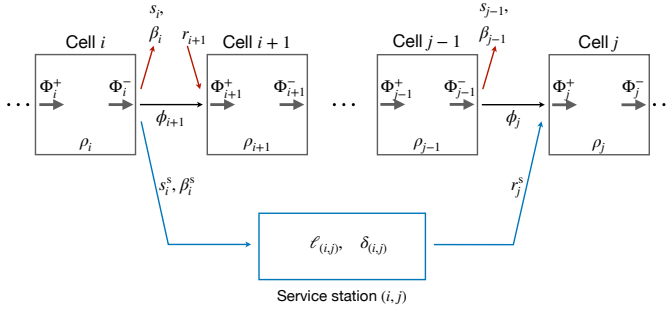 s_i,
β_i
r_{i+1}
s_{j−1},
β_{j−1}
Cell i
Cell i + 1
Cell j − 1
Cell j
Φ_i^+ Φ_i^−
Φ_{i+1}^+ Φ_{i+1}^−
Φ_{j−1}^+ Φ_{j−1}^−
Φ_j^+ Φ_j^−
... ... ...
ϕ_{i+1}
ϕ_j
ρ_i
ρ_{i+1}
ρ_{j−1}
ρ_j
s_i^s, β_i^s
r_j^s
ℓ_{(i,j)}, δ_{(i,j)}
Service station (i, j)